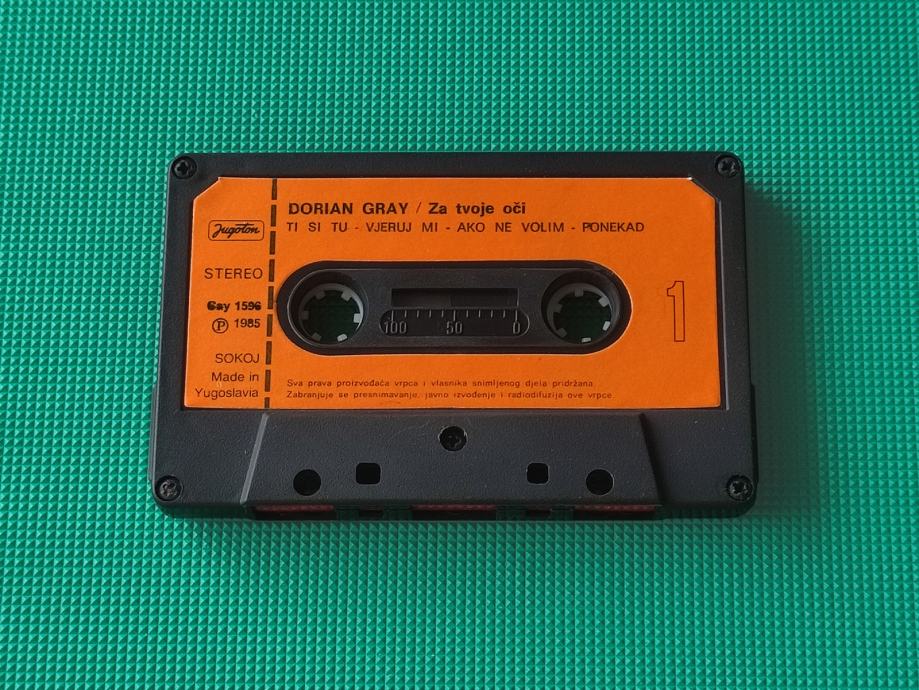 DORIAN GRAY / Za tvoje oči
TI SI TU - VJERUJ MI - AKO NE VOLIM - PONEKAD
Jugoton
STEREO
Cay 1596
Ⓟ 1985
SOKOJ
Made in
Yugoslavia
1
100 50 0
Sva prava proizvođača vrpca i vlasnika snimljenog djela pridržana.
Zabranjuje se presnimavanje, javno izvođenje i radiodifuzija ove vrpce.